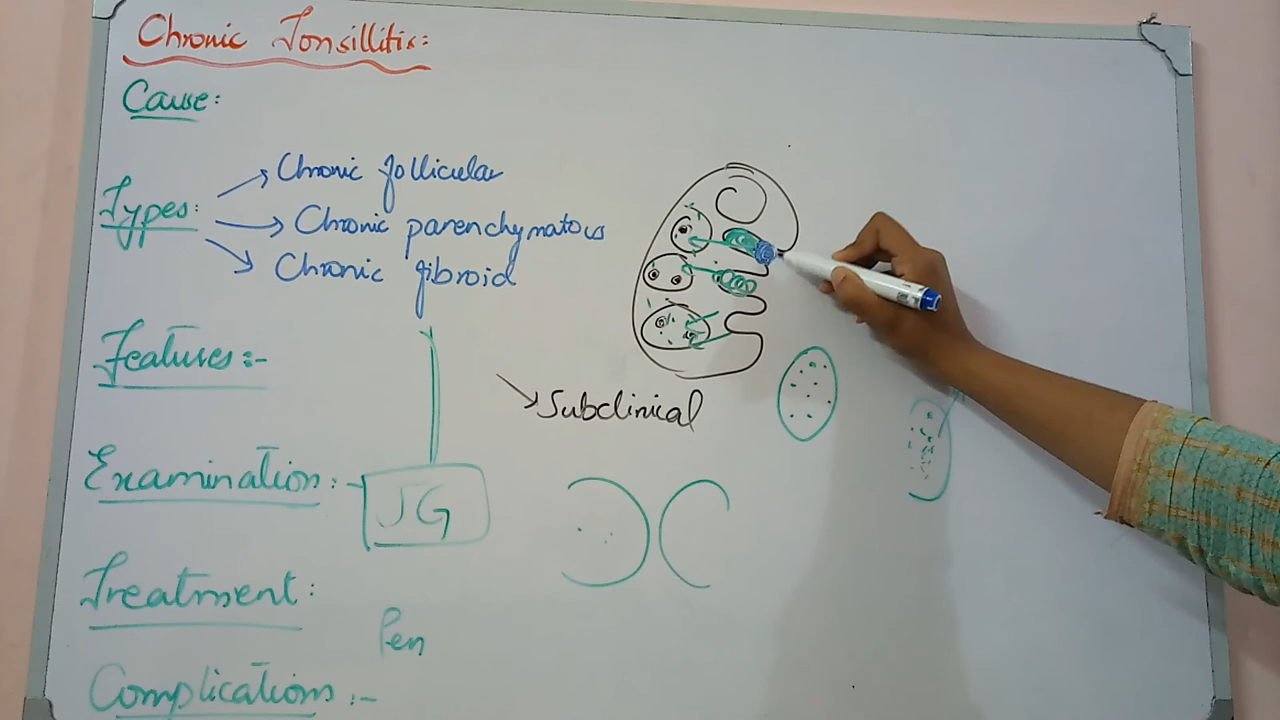 Chronic Tonsillitis:
Cause:
Types:
Chronic follicular
Chronic parenchymatous
Chronic fibroid
Features:-
Subclinical
Examination:-
JG
Treatment:
Pen
Complications:-